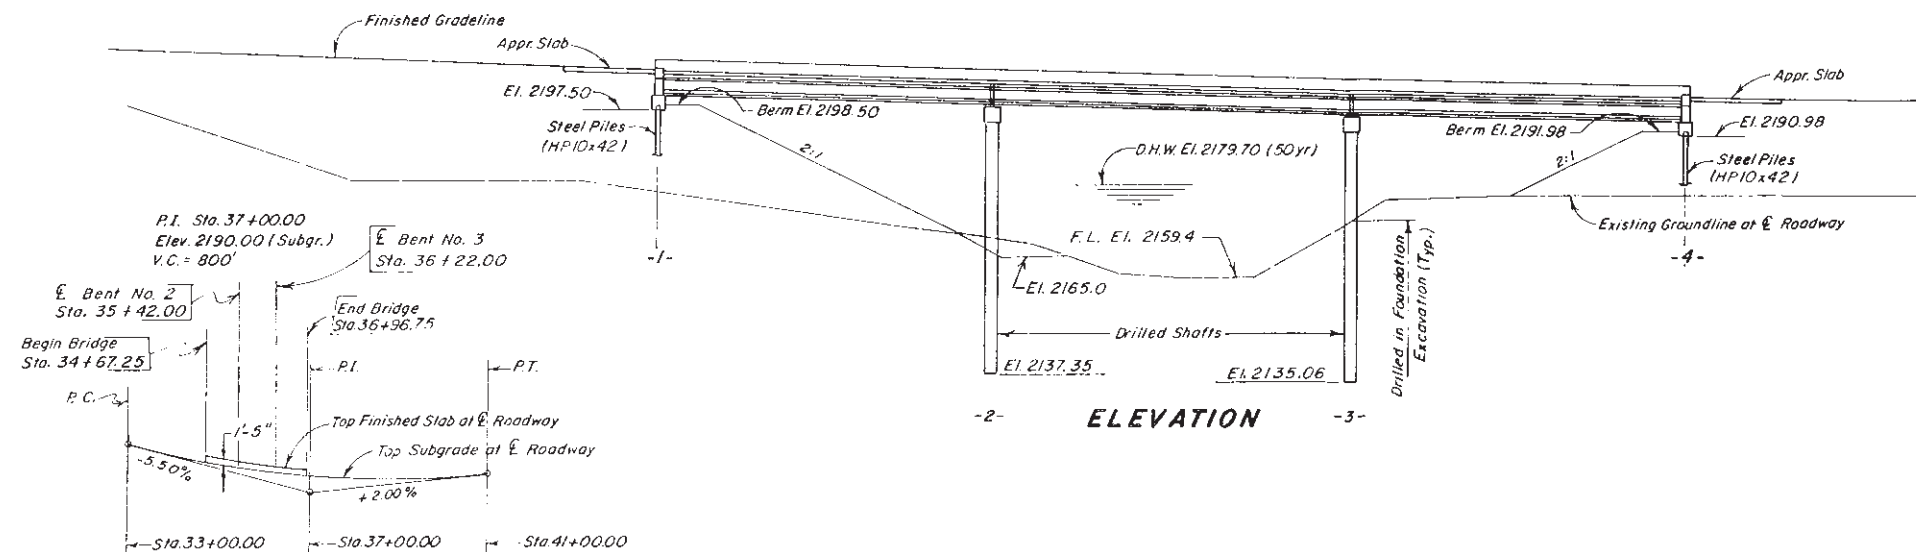 Finished Gradeline
Appr. Slab
Appr. Slab
El. 2197.50
Berm El. 2198.50
Steel Piles
(HP10x42)
2:1
D.H.W. El. 2179.70 (50yr)
Berm El. 2191.98
El. 2190.98
2:1
Steel Piles
(HP10x42)
Existing Groundline at ℄ Roadway
F.L. El. 2159.4
-1-
-4-
El. 2165.0
Drilled Shafts
Drilled in Foundation
Excavation (Typ.)
El. 2137.35
El. 2135.06
-2-
ELEVATION
-3-
P.I. Sta. 37+00.00
Elev. 2190.00 (Subgr.)
V.C. = 800'
℄ Bent No. 3
Sta. 36 + 22.00
℄ Bent No. 2
Sta. 35 + 42.00
End Bridge
Sta. 36+96.75
Begin Bridge
Sta. 34+67.25
P.I.
P.T.
P.C.
1'-5"
Top Finished Slab at ℄ Roadway
Top Subgrade at ℄ Roadway
-5.50%
+2.00%
Sta. 33+00.00
Sta. 37+00.00
Sta. 41+00.00